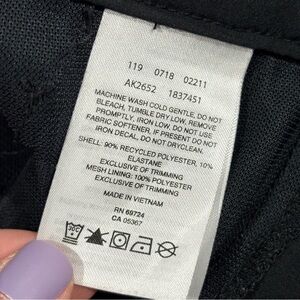 119 0718 02211
AK2652 1837451
MACHINE WASH COLD GENTLE, DO NOT
BLEACH, TUMBLE DRY LOW, REMOVE
PROMPTLY, IRON LOW, DO NOT USE
FABRIC SOFTENER, IF PRESENT DO NOT
IRON DECAL, DO NOT DRYCLEAN.
SHELL: 90% RECYCLED POLYESTER, 10%
ELASTANE
EXCLUSIVE OF TRIMMING
MESH LINING: 100% POLYESTER
EXCLUSIVE OF TRIMMING
MADE IN VIETNAM
RN 69724
CA 05367
30C